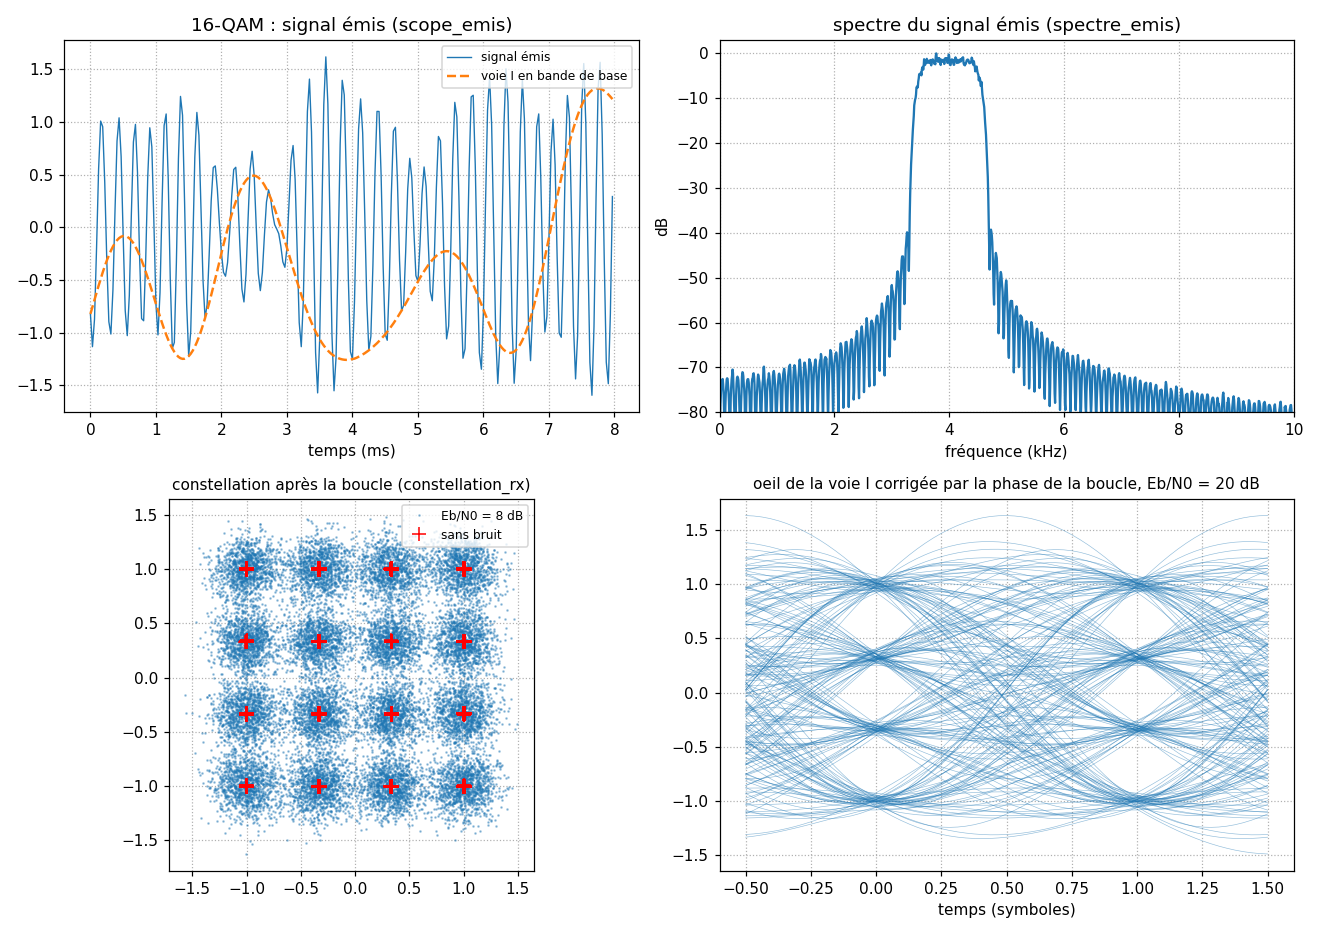 16-QAM : signal émis (scope_emis)
signal émis
voie I en bande de base
1.5
1.0
0.5
0.0
−0.5
−1.0
−1.5
0 1 2 3 4 5 6 7 8
temps (ms)
spectre du signal émis (spectre_emis)
dB
0
−10
−20
−30
−40
−50
−60
−70
−80
0 2 4 6 8 10
fréquence (kHz)
constellation après la boucle (constellation_rx)
Eb/N0 = 8 dB
sans bruit
1.5
1.0
0.5
0.0
−0.5
−1.0
−1.5
−1.5 −1.0 −0.5 0.0 0.5 1.0 1.5
oeil de la voie I corrigée par la phase de la boucle, Eb/N0 = 20 dB
1.5
1.0
0.5
0.0
−0.5
−1.0
−1.5
−0.50 −0.25 0.00 0.25 0.50 0.75 1.00 1.25 1.50
temps (symboles)